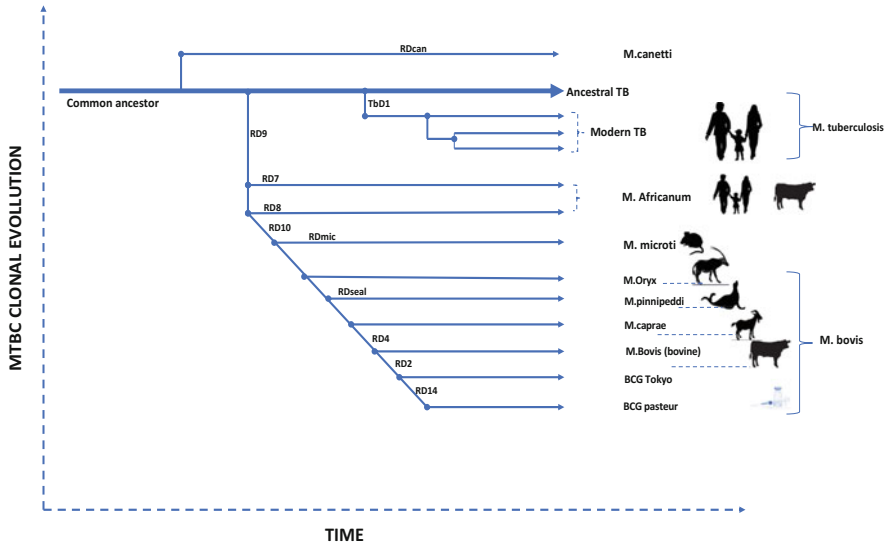 RDcan
M.canetti
Common ancestor
Ancestral TB
TbD1
Modern TB
M. tuberculosis
RD9
RD7
M. Africanum
RD8
RD10
RDmic
M. microti
M.Oryx
RDseal
M.pinnipeddi
M.caprae
M. bovis
RD4
M.Bovis (bovine)
RD2
BCG Tokyo
RD14
BCG pasteur
MTBC CLONAL EVOLLUTION
TIME